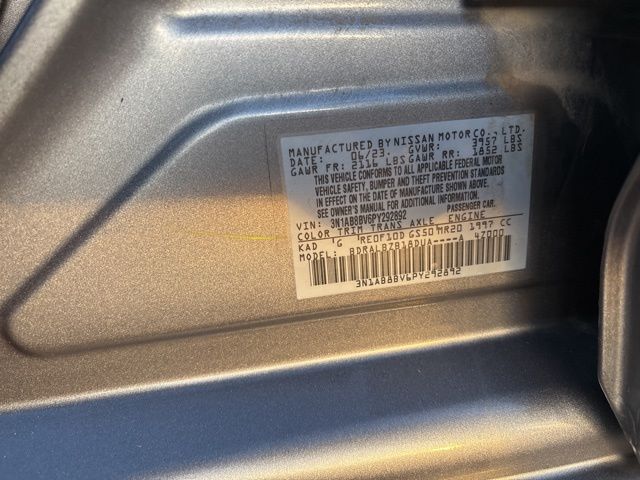 MANUFACTURED BY NISSAN MOTOR CO., LTD.
DATE: 06/23. GVWR: 3957 LBS
GAWR FR: 2116 LBS GAWR RR: 1852 LBS
THIS VEHICLE CONFORMS TO ALL APPLICABLE FEDERAL MOTOR
VEHICLE SAFETY, BUMPER AND THEFT PREVENTION STANDARDS
IN EFFECT ON THE DATE OF MANUFACTURE SHOWN ABOVE.
SEE OWNER'S MANUAL FOR ADDITIONAL INFORMATION.
VIN: 3N1AB8BV6PY292892 PASSENGER CAR.
COLOR TRIM TRANS AXLE ENGINE
KAD 'G RE0F10D GS50 MR20 1997 CC
MODEL: BDRALBZB18DUA----A 47000
3N1AB8BV6PY292892